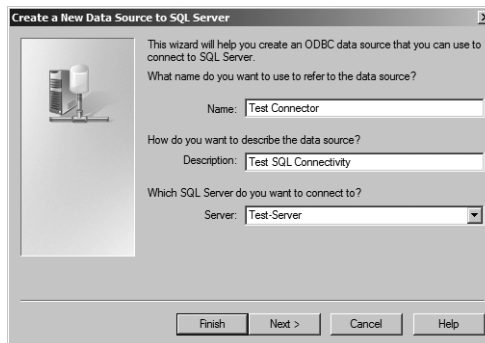 Create a New Data Source to SQL Server
This wizard will help you create an ODBC data source that you can use to
connect to SQL Server.
What name do you want to use to refer to the data source?
Name: Test Connector
How do you want to describe the data source?
Description: Test SQL Connectivity
Which SQL Server do you want to connect to?
Server: Test-Server
Finish Next > Cancel Help